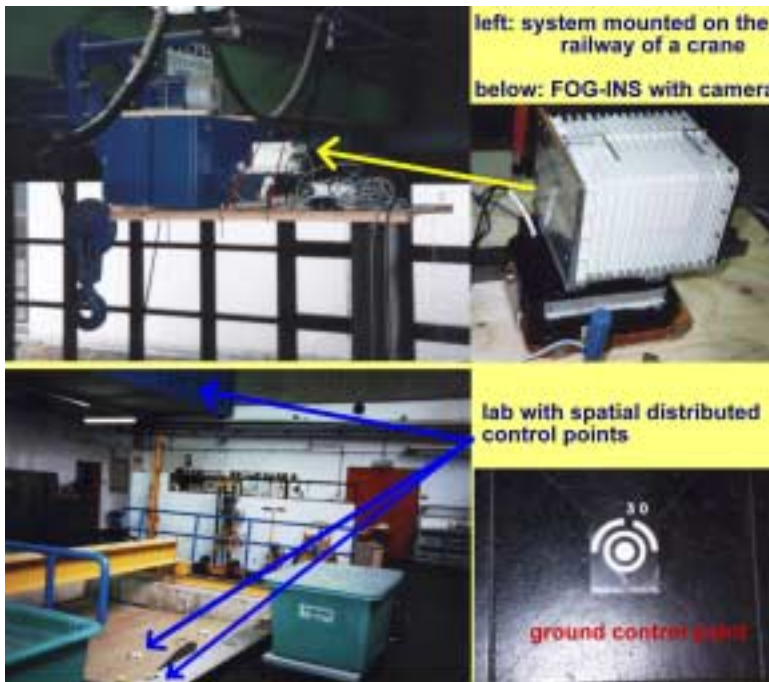 left: system mounted on the
railway of a crane
below: FOG-INS with camera
lab with spatial distributed
control points
30
ground control point